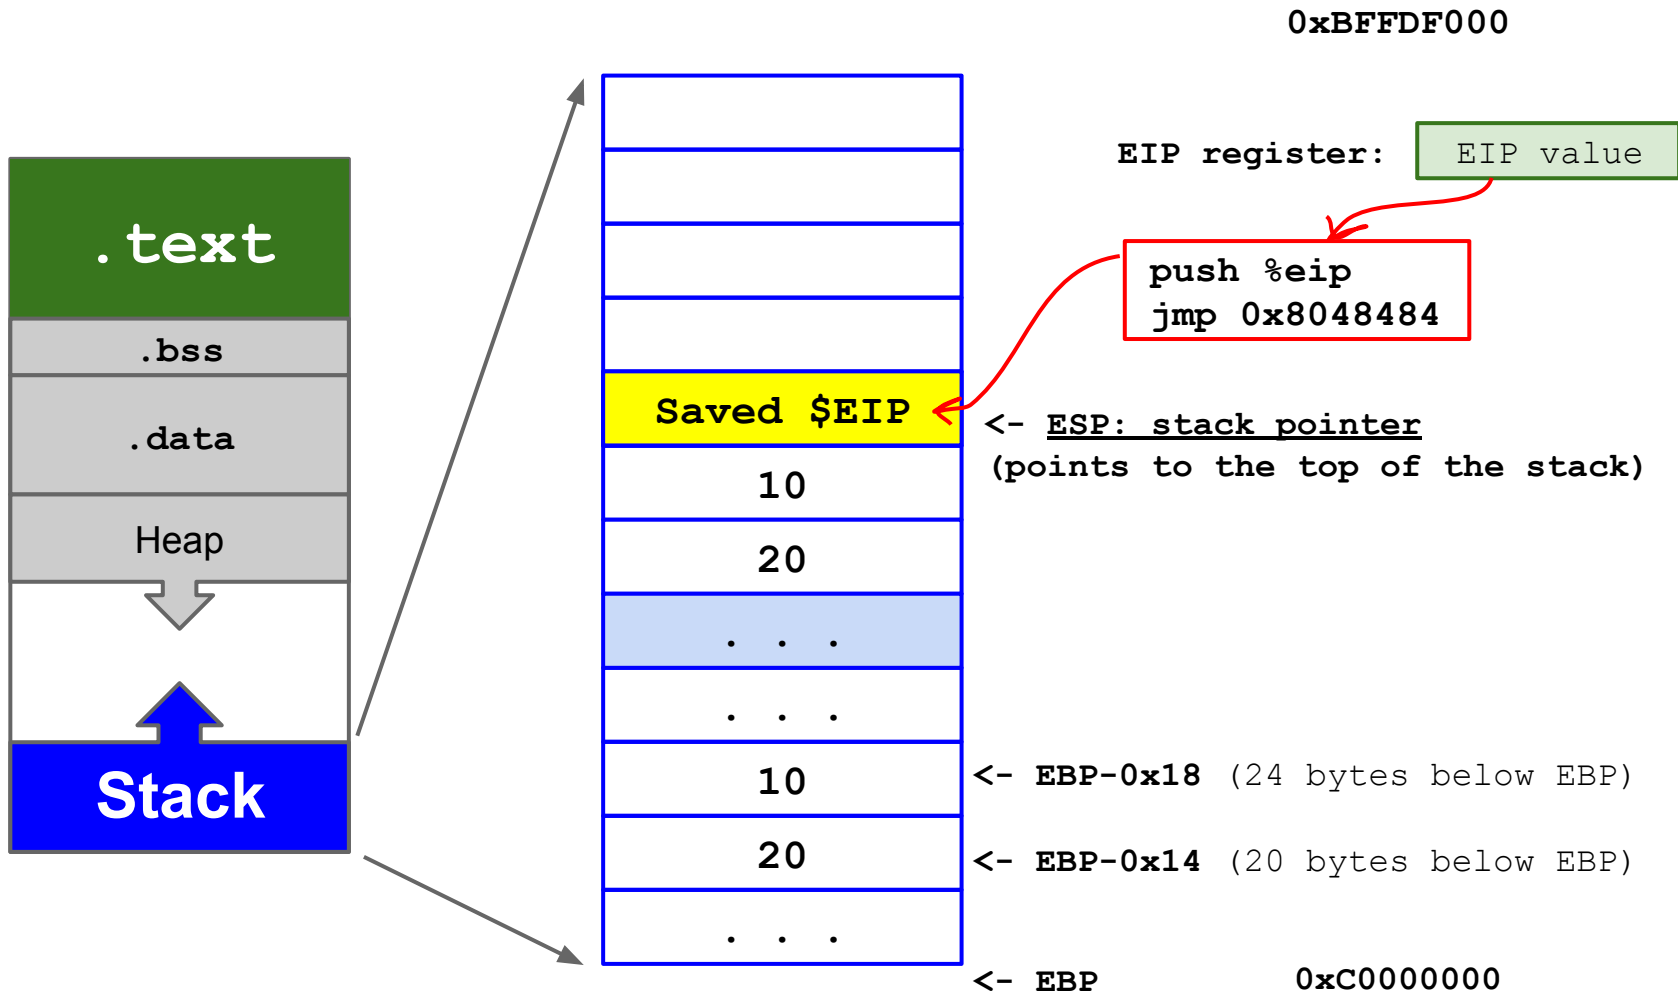 0xBFFDF000
EIP register:
EIP value
.text
push %eip
jmp 0x8048484
.bss
Saved $EIP
<- ESP: stack pointer
(points to the top of the stack)
.data
10
Heap
20
. . .
. . .
Stack
10
<- EBP-0x18 (24 bytes below EBP)
20
<- EBP-0x14 (20 bytes below EBP)
. . .
<- EBP
0xC0000000